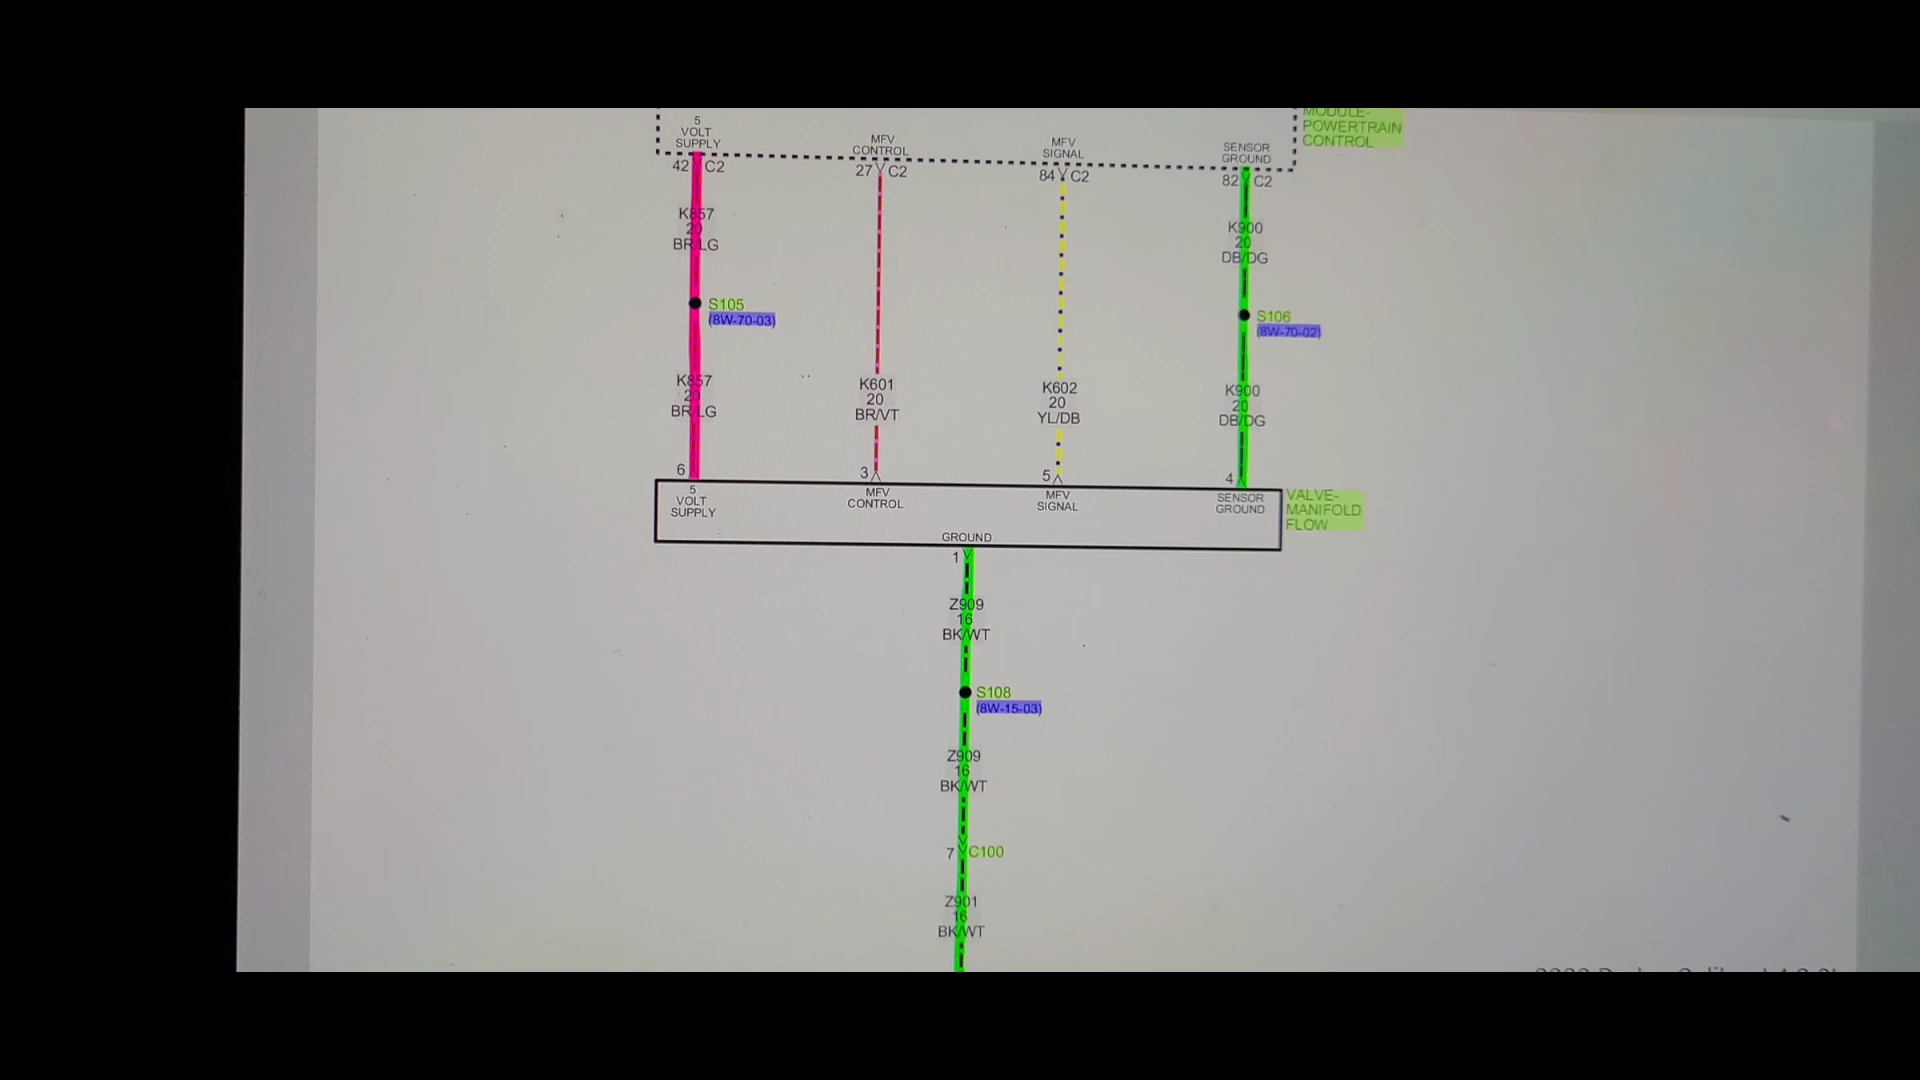 MODULE-
POWERTRAIN
CONTROL
5
VOLT
SUPPLY
MFV
CONTROL
MFV
SIGNAL
SENSOR
GROUND
42 C2
27 C2
84 C2
82 C2
K857
20
BR/LG
K900
20
DB/DG
S105
(8W-70-03)
S106
(8W-70-02)
K857
20
BR/LG
K601
20
BR/VT
K602
20
YL/DB
K900
20
DB/DG
6
3
5
4
5
VOLT
SUPPLY
MFV
CONTROL
MFV
SIGNAL
SENSOR
GROUND
VALVE-
MANIFOLD
FLOW
GROUND
1
Z909
16
BK/WT
S108
(8W-15-03)
Z909
16
BK/WT
7 C100
Z901
16
BK/WT